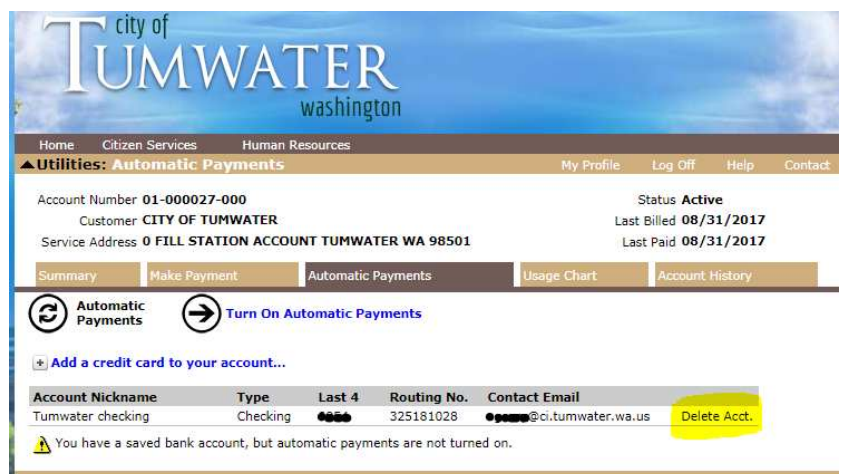 city of
TUMWATER
washington
Home Citizen Services Human Resources
Utilities: Automatic Payments My Profile Log Off Help Contact
Account Number 01-000027-000 Status Active
Customer CITY OF TUMWATER Last Billed 08/31/2017
Service Address 0 FILL STATION ACCOUNT TUMWATER WA 98501 Last Paid 08/31/2017
Summary Make Payment Automatic Payments Usage Chart Account History
Automatic
Payments
Turn On Automatic Payments
Add a credit card to your account...
Account Nickname Type Last 4 Routing No. Contact Email
Tumwater checking Checking 325181028 @ci.tumwater.wa.us Delete Acct.
You have a saved bank account, but automatic payments are not turned on.